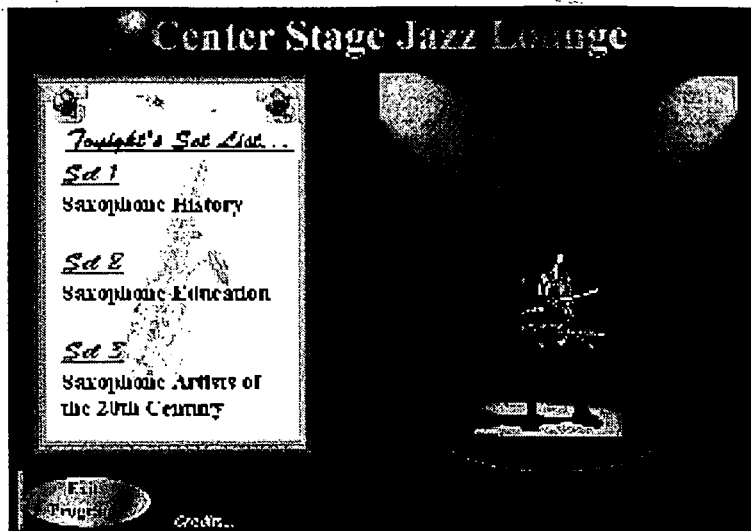 Center Stage Jazz Lounge
Tonight's Set List...
Set 1
Saxophone History
Set 2
Saxophone Education
Set 3
Saxophone Artists of
the 20th Century
Exit
Program
Credits...